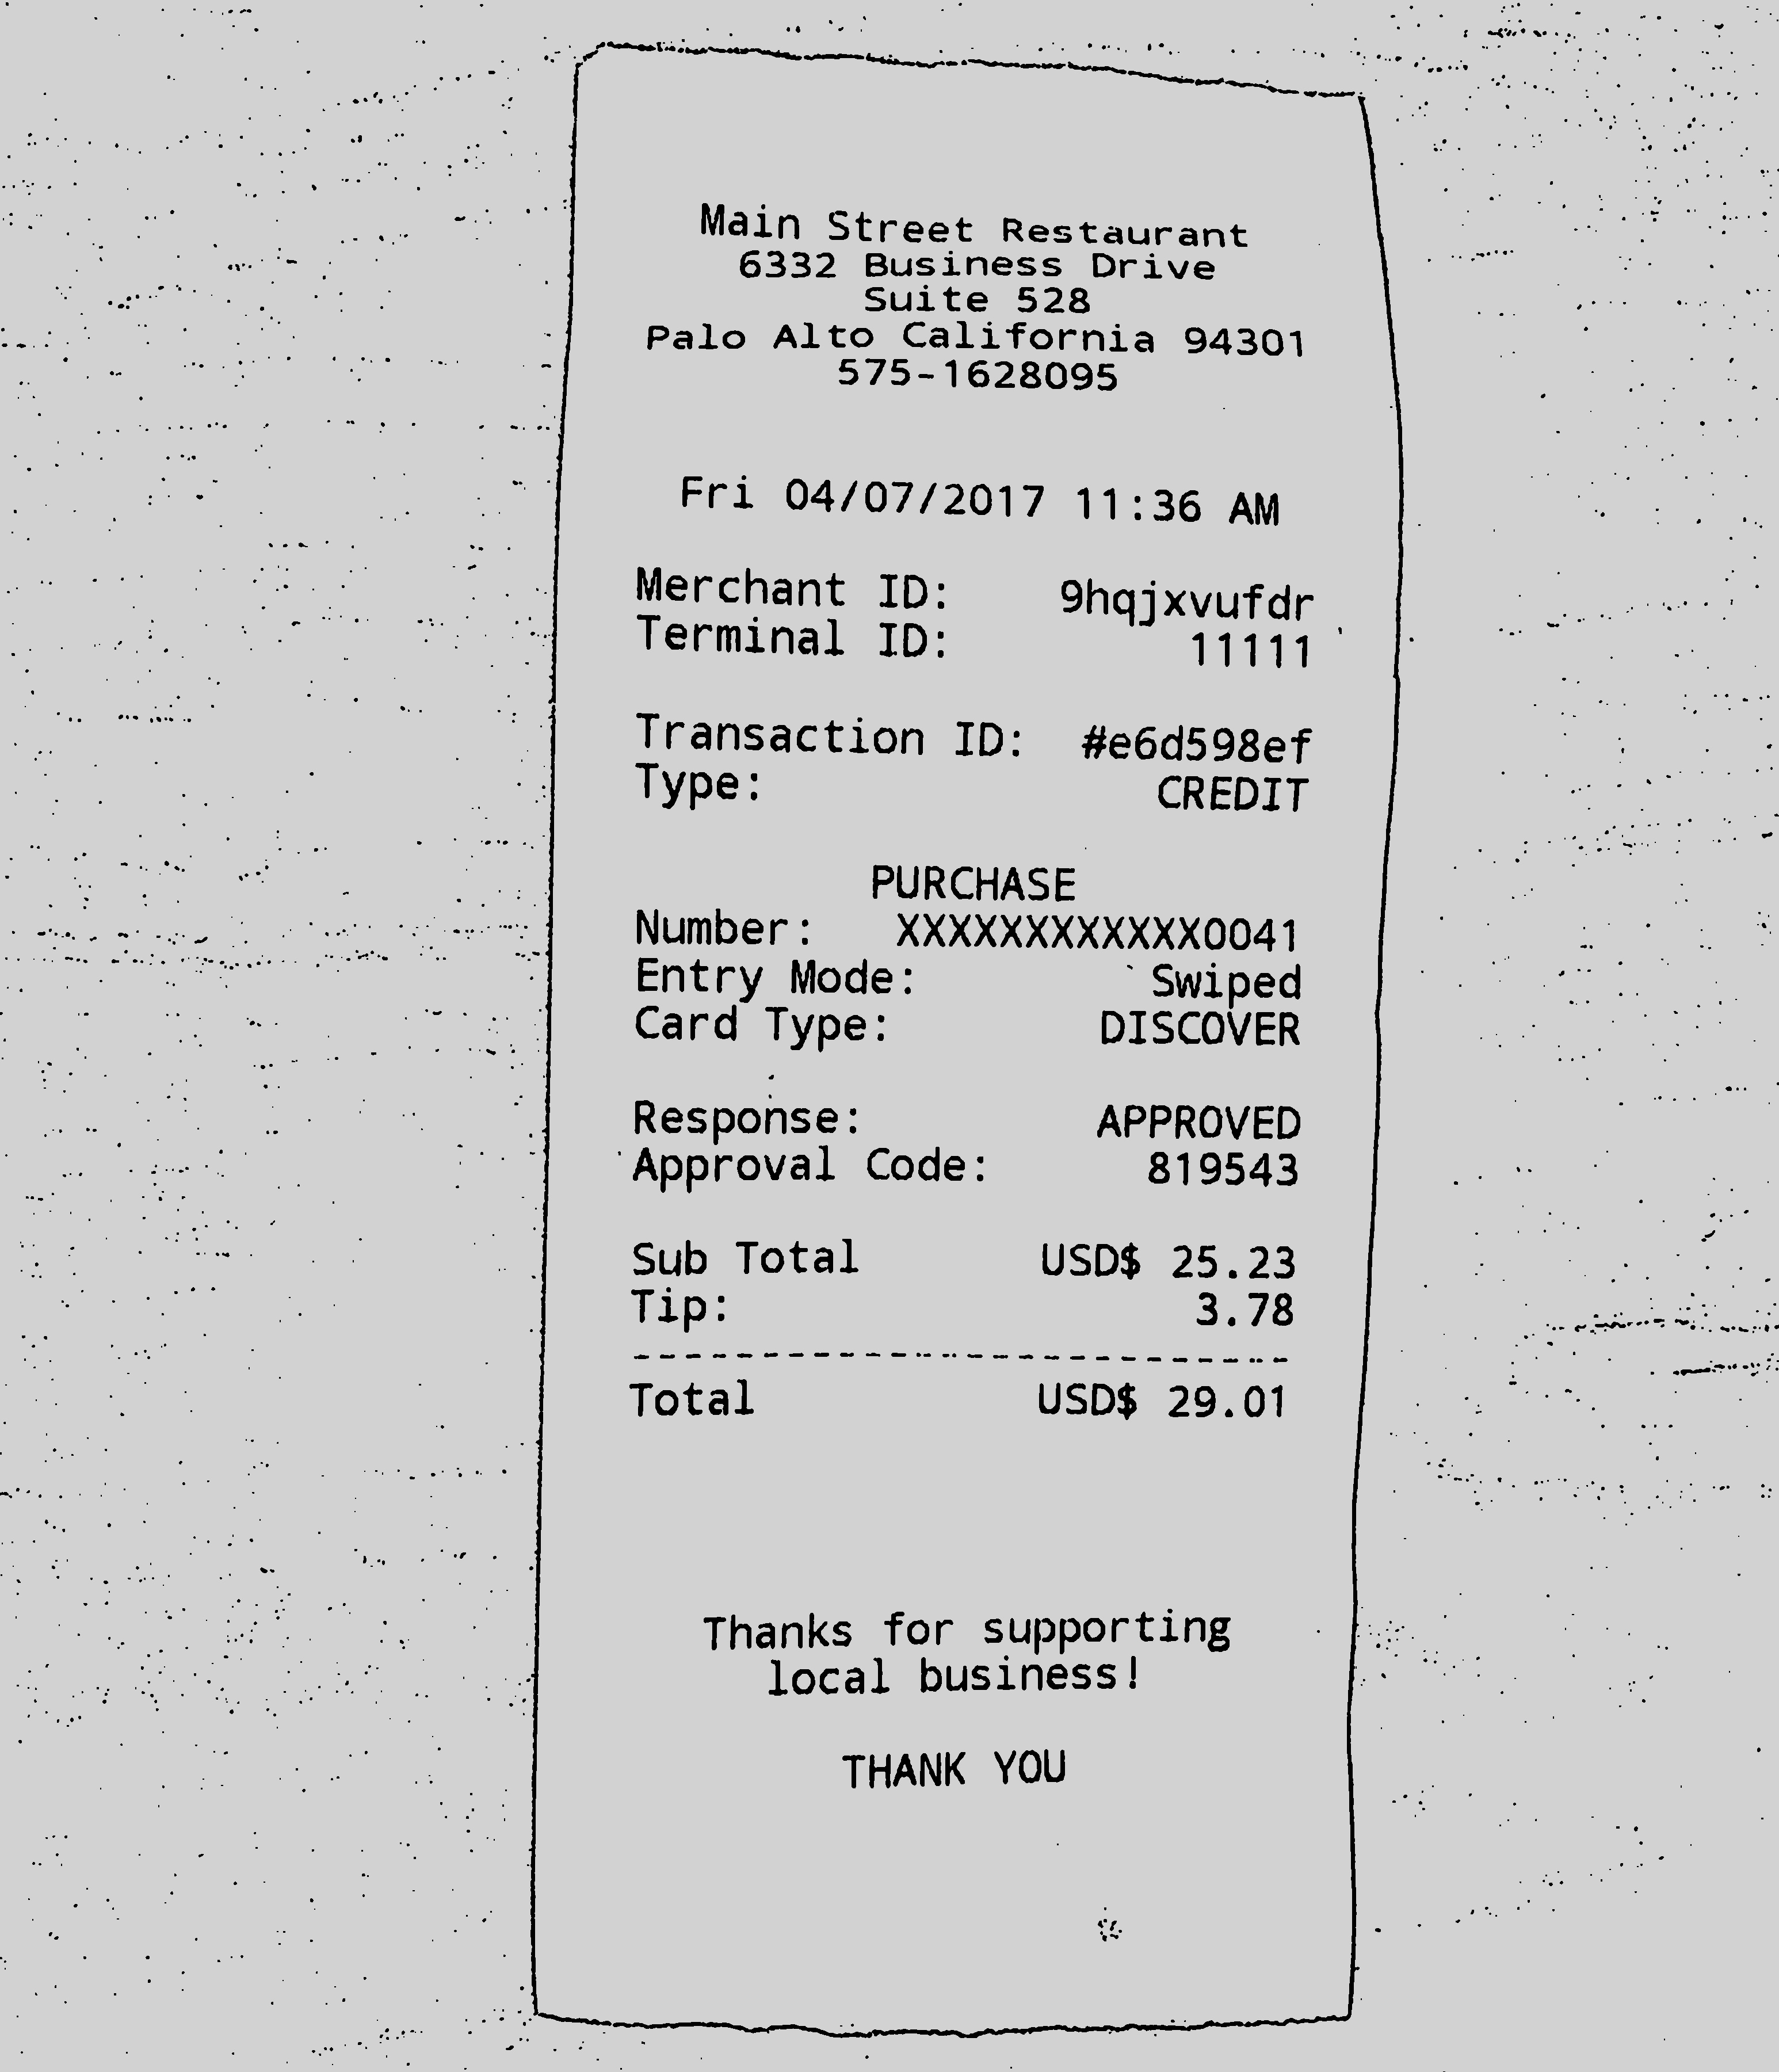 Main Street Restaurant
6332 Business Drive
Suite 528
Palo Alto California 94301
575-1628095
Fri 04/07/2017 11:36 AM
Merchant ID: 9hqjxvufdr
Terminal ID: 11111
Transaction ID: #e6d598ef
Type: CREDIT
PURCHASE
Number: XXXXXXXXXXXX0041
Entry Mode: Swiped
Card Type: DISCOVER
Response: APPROVED
Approval Code: 819543
Sub Total USD$ 25.23
Tip: 3.78
--------------------------
Total USD$ 29.01
Thanks for supporting
local business!
THANK YOU